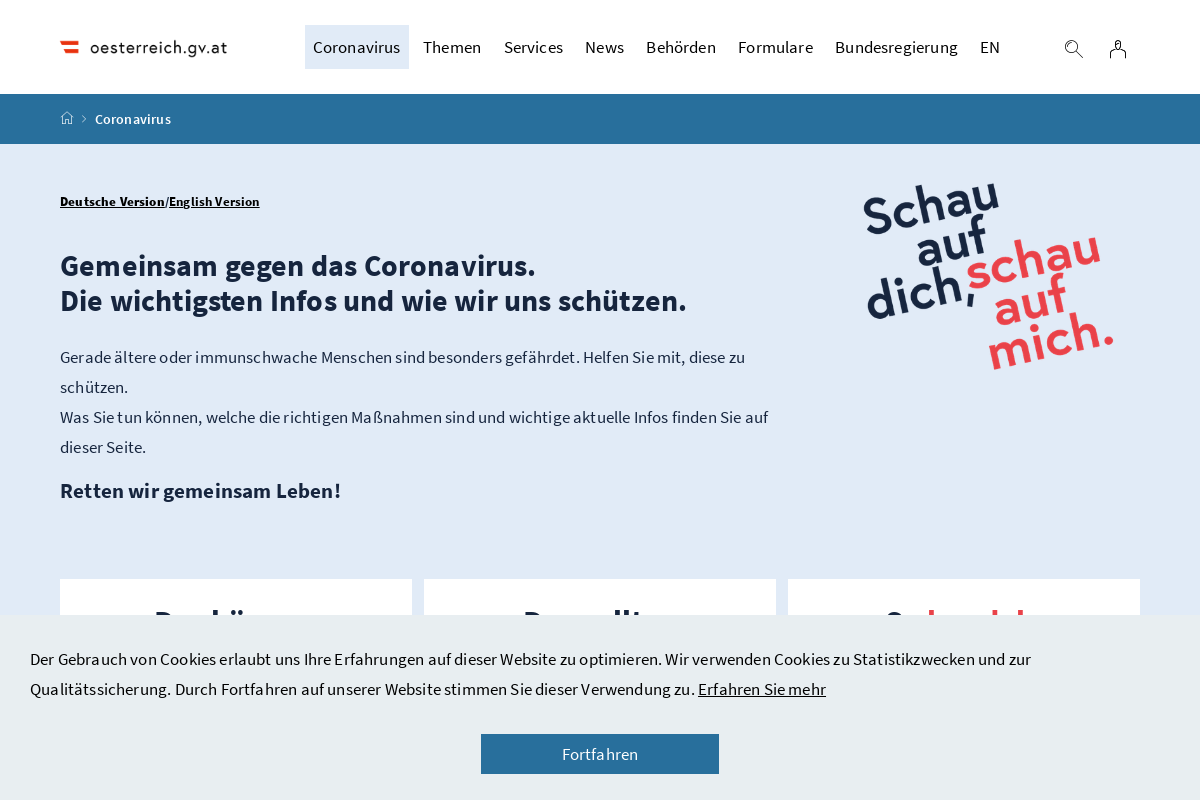 oesterreich.gv.at
Coronavirus Themen Services News Behörden Formulare Bundesregierung EN
Coronavirus
Deutsche Version/English Version
Gemeinsam gegen das Coronavirus.
Die wichtigsten Infos und wie wir uns schützen.
Gerade ältere oder immunschwache Menschen sind besonders gefährdet. Helfen Sie mit, diese zu
schützen.
Was Sie tun können, welche die richtigen Maßnahmen sind und wichtige aktuelle Infos finden Sie auf
dieser Seite.
Retten wir gemeinsam Leben!
Schau
auf
dich, schau
auf
mich.
Der Gebrauch von Cookies erlaubt uns Ihre Erfahrungen auf dieser Website zu optimieren. Wir verwenden Cookies zu Statistikzwecken und zur
Qualitätssicherung. Durch Fortfahren auf unserer Website stimmen Sie dieser Verwendung zu. Erfahren Sie mehr
Fortfahren